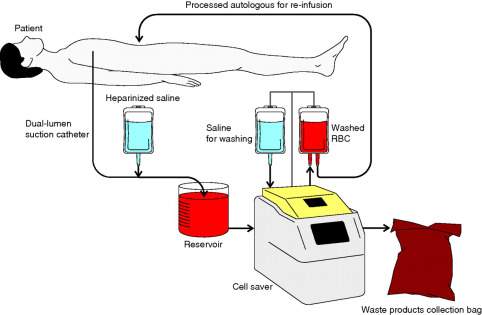 Processed autologous for re-infusion
Patient
Heparinized saline
Dual-lumen
suction catheter
Saline
for washing
Washed
RBC
Reservoir
Cell saver
Waste products collection bag